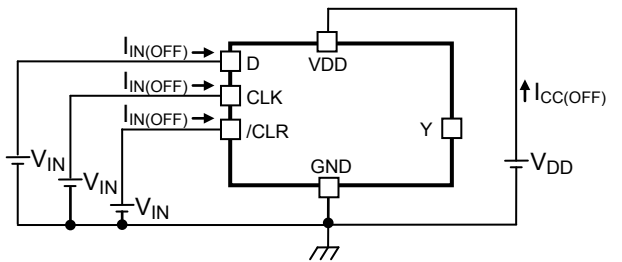 IIN(OFF)
D
VDD
IIN(OFF)
CLK
ICC(OFF)
IIN(OFF)
/CLR
Y
VIN
GND
VDD
VIN
VIN